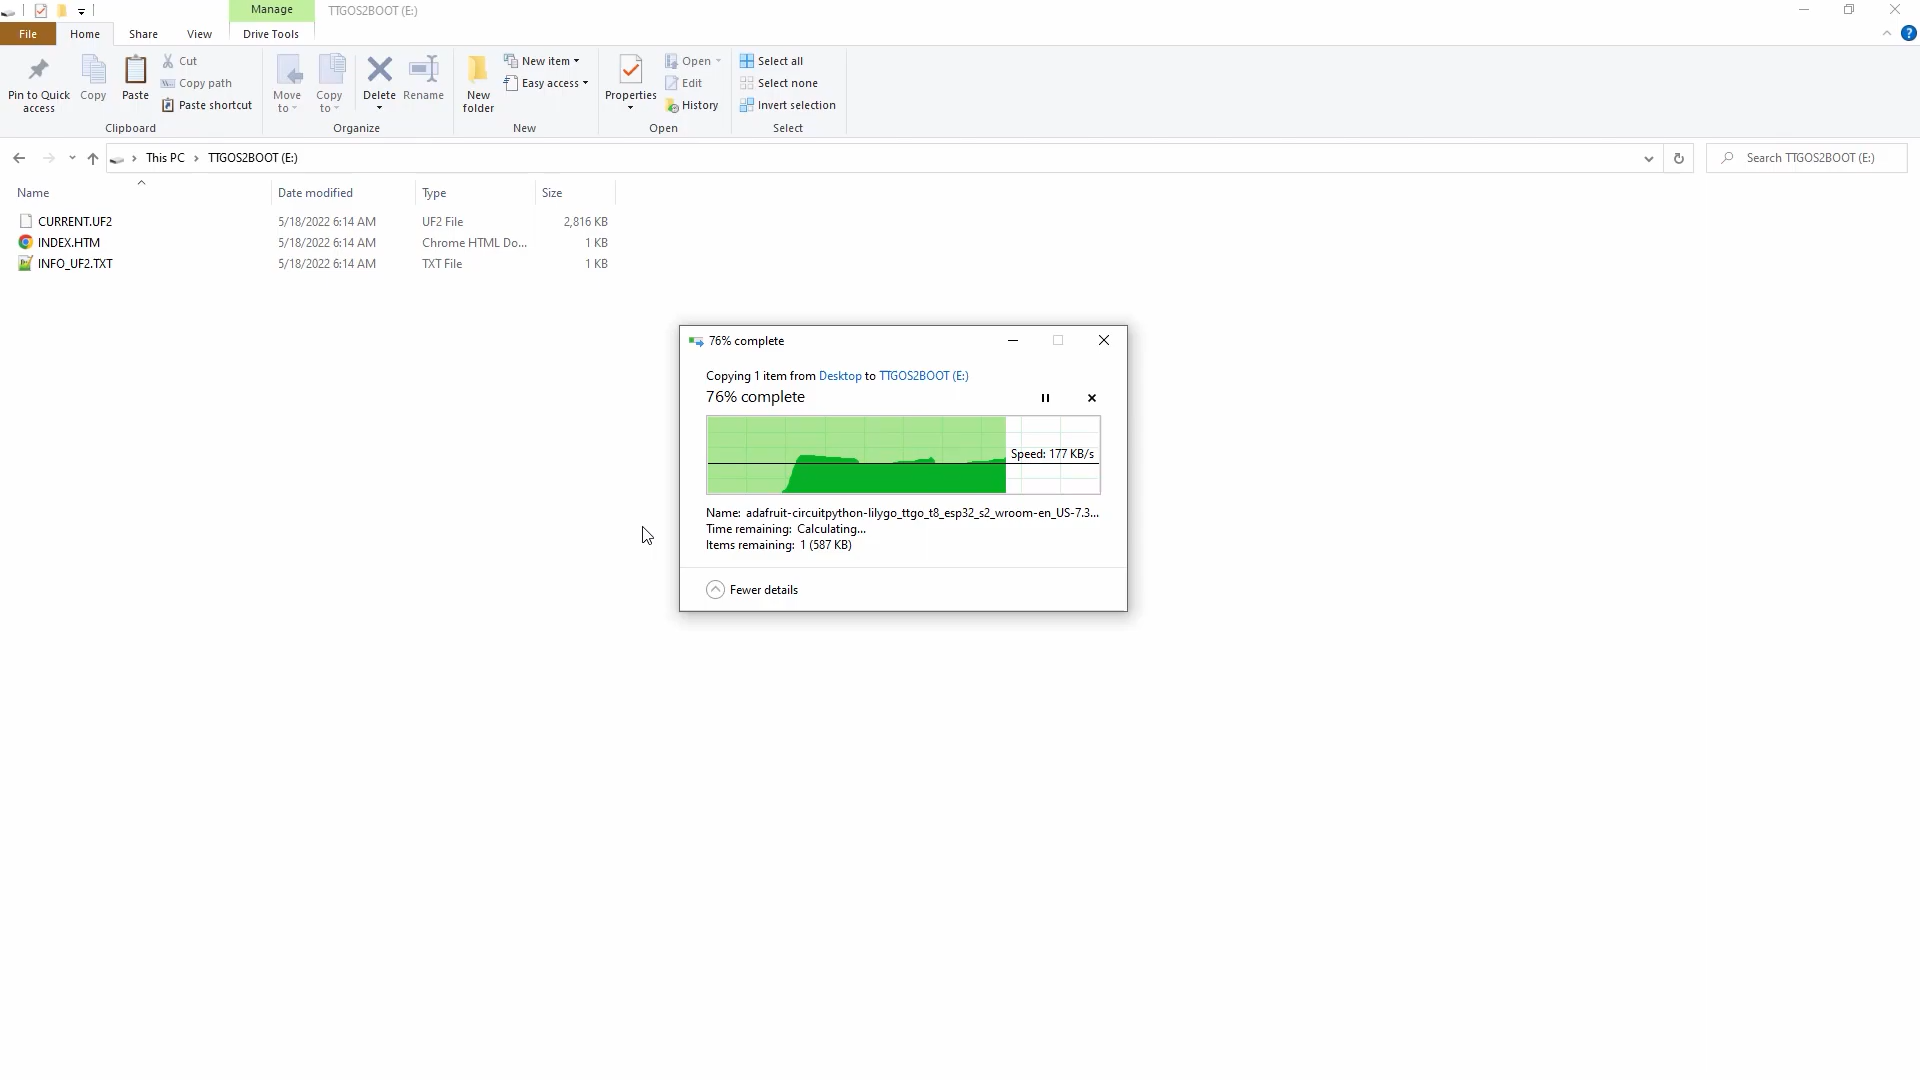 Manage
TTGOS2BOOT (E:)
File
Home
Share
View
Drive Tools
Pin to Quick access
Copy
Paste
Cut
Copy path
Paste shortcut
Move to
Copy to
Delete
Rename
New folder
New item
Easy access
Properties
Open
Edit
History
Select all
Select none
Invert selection
Clipboard
Organize
New
Open
Select
This PC
TTGOS2BOOT (E:)
Search TTGOS2BOOT (E:)
Name
Date modified
Type
Size
CURRENT.UF2 5/18/2022 6:14 AM UF2 File 2,816 KB
INDEX.HTM 5/18/2022 6:14 AM Chrome HTML Do... 1 KB
INFO_UF2.TXT 5/18/2022 6:14 AM TXT File 1 KB
76% complete
Copying 1 item from Desktop to TTGOS2BOOT (E:)
76% complete
Speed: 177 KB/s
Name: adafruit-circuitpython-lilygo_ttgo_t8_esp32_s2_wroom-en_US-7.3...
Time remaining: Calculating...
Items remaining: 1 (587 KB)
Fewer details